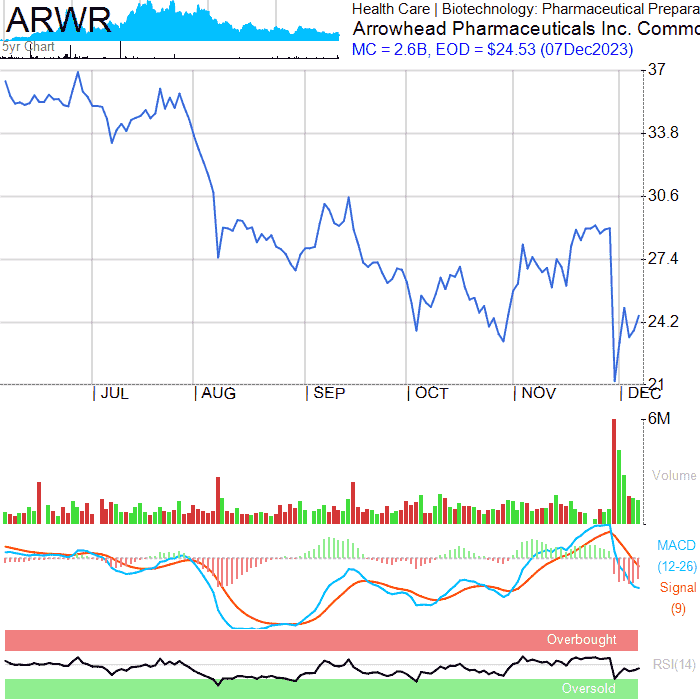 ARWR
5yr Chart
Health Care | Biotechnology: Pharmaceutical Prepara
Arrowhead Pharmaceuticals Inc. Commo
MC = 2.6B, EOD = $24.53 (07Dec2023)
37
33.8
30.6
27.4
24.2
21
JUL AUG SEP OCT NOV DEC
6M
Volume
MACD
(12-26)
Signal
(9)
Overbought
RSI(14)
Oversold